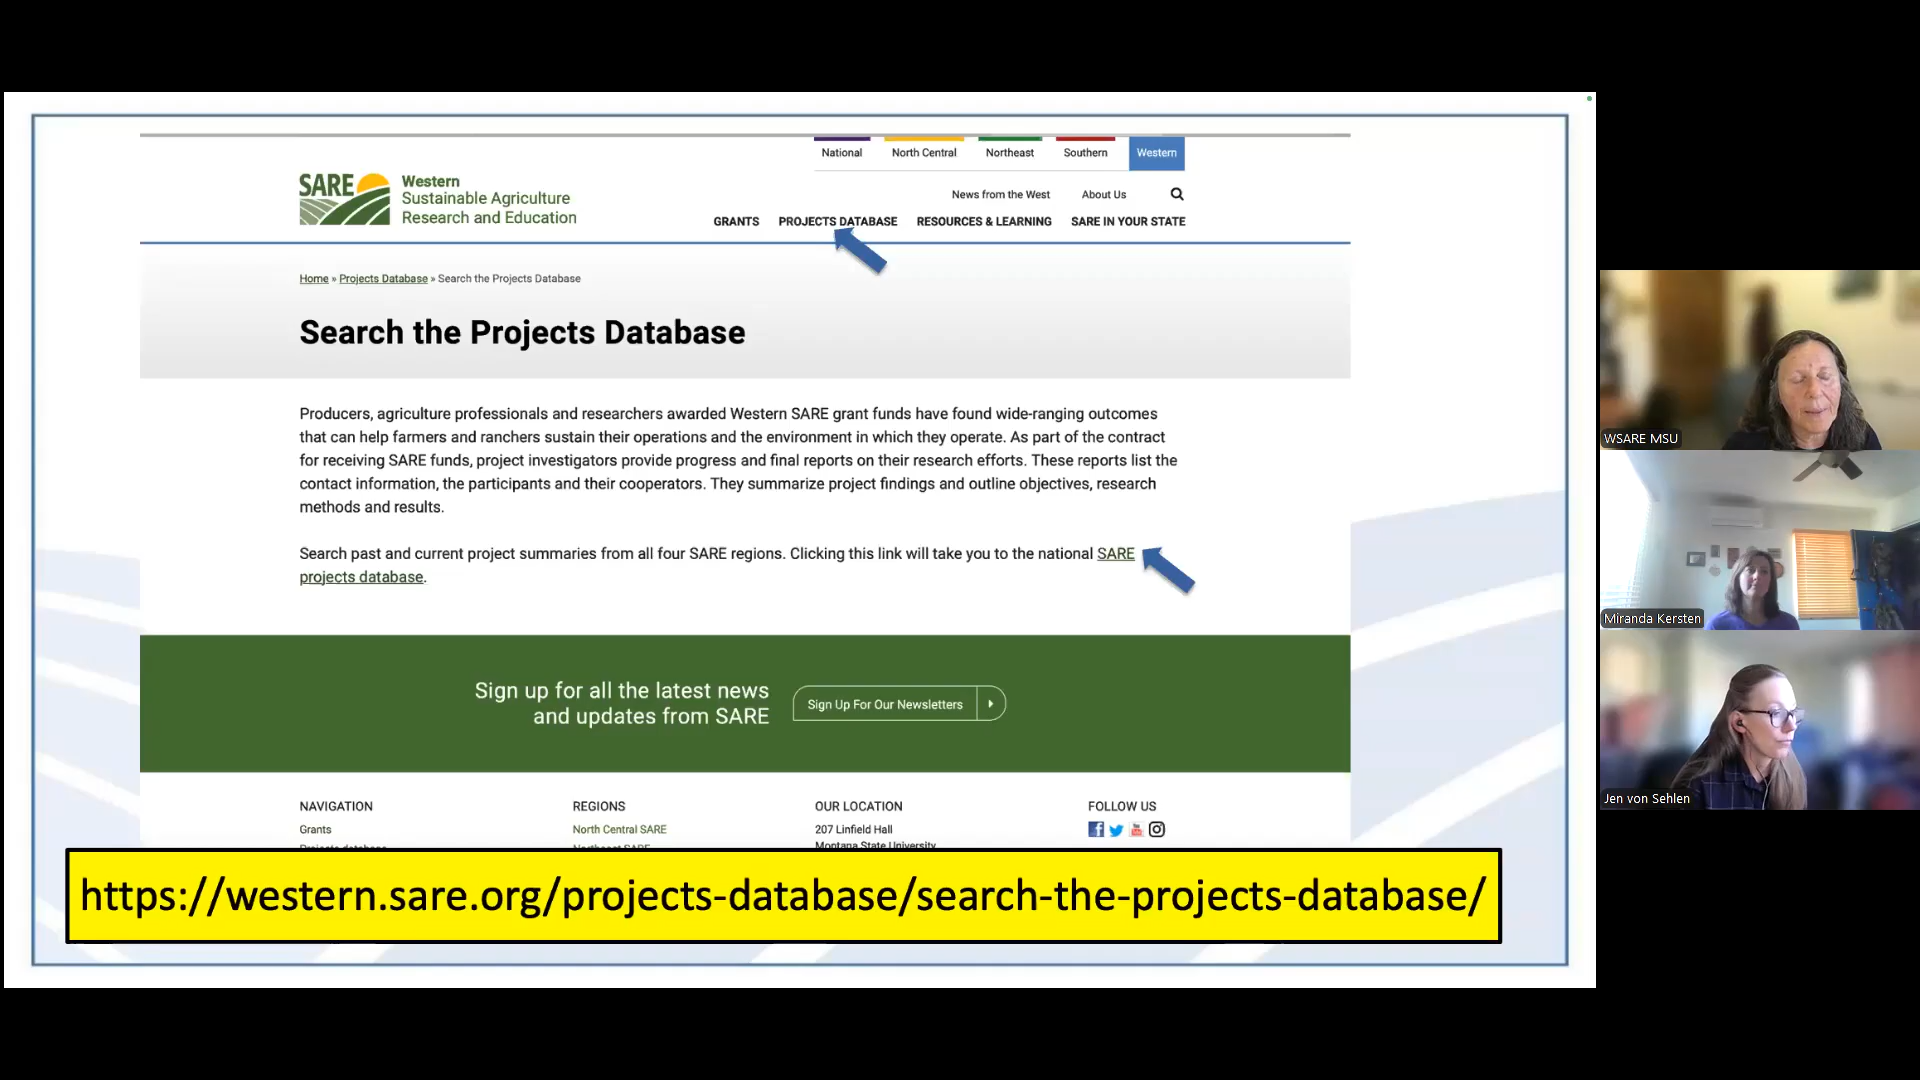 National North Central Northeast Southern Western
SARE Western
Sustainable Agriculture
Research and Education
News from the West About Us
GRANTS PROJECTS DATABASE RESOURCES & LEARNING SARE IN YOUR STATE
Home » Projects Database » Search the Projects Database
Search the Projects Database
Producers, agriculture professionals and researchers awarded Western SARE grant funds have found wide-ranging outcomes
that can help farmers and ranchers sustain their operations and the environment in which they operate. As part of the contract
for receiving SARE funds, project investigators provide progress and final reports on their research efforts. These reports list the
contact information, the participants and their cooperators. They summarize project findings and outline objectives, research
methods and results.
Search past and current project summaries from all four SARE regions. Clicking this link will take you to the national SARE
projects database.
Sign up for all the latest news
and updates from SARE
Sign Up For Our Newsletters
NAVIGATION REGIONS OUR LOCATION FOLLOW US
Grants North Central SARE 207 Linfield Hall
Projects database Northeast SARE Montana State University
https://western.sare.org/projects-database/search-the-projects-database/
WSARE MSU
Miranda Kersten
Jen von Sehlen